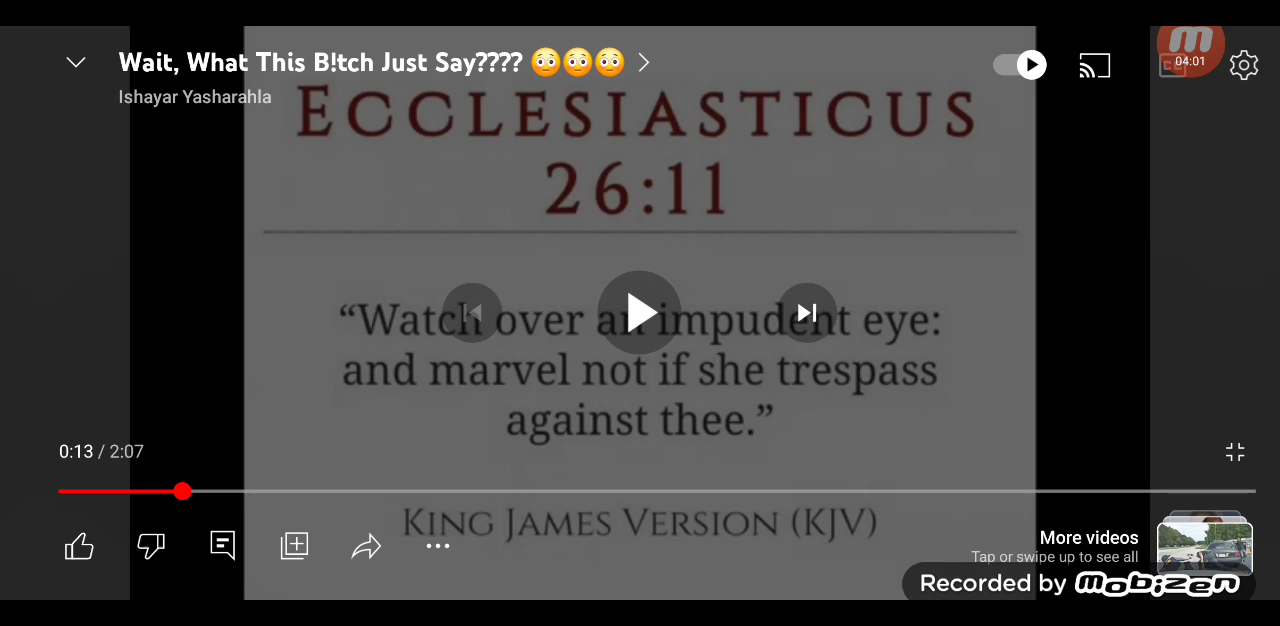 Wait, What This B!tch Just Say???? 😳😳😳
Ishayar Yasharahla
04:01
ECCLESIASTICUS
26:11
“Watch over an impudent eye:
and marvel not if she trespass
against thee.”
0:13 / 2:07
KING JAMES VERSION (KJV)
More videos
Tap or swipe up to see all
Recorded by mobizen